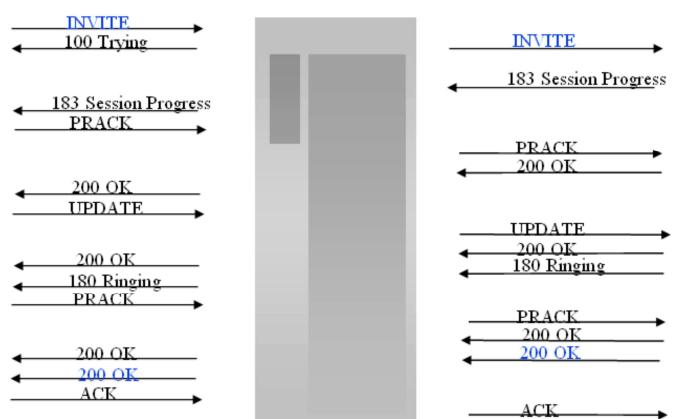 INVITE
100 Trying
183 Session Progress
PRACK
200 OK
UPDATE
200 OK
180 Ringing
PRACK
200 OK
200 OK
ACK
INVITE
183 Session Progress
PRACK
200 OK
UPDATE
200 OK
180 Ringing
PRACK
200 OK
200 OK
ACK